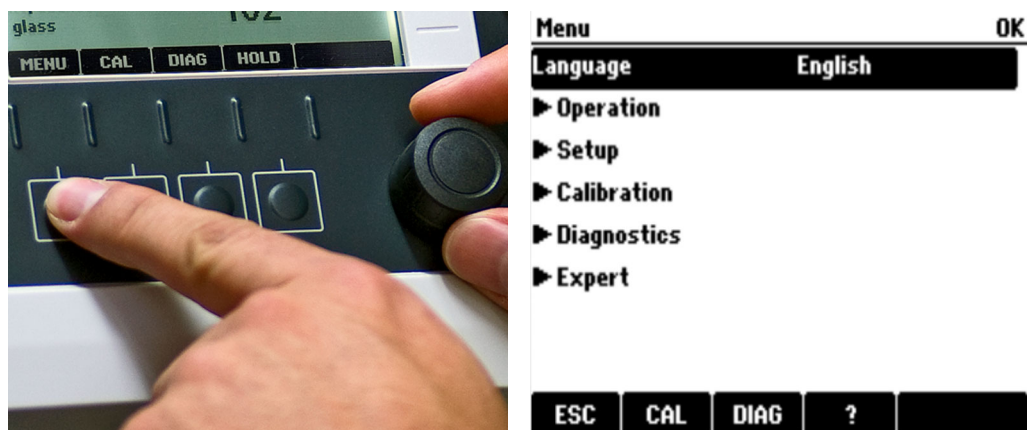 glass
MENU CAL DIAG HOLD
Menu OK
Language English
Operation
Setup
Calibration
Diagnostics
Expert
ESC CAL DIAG ?